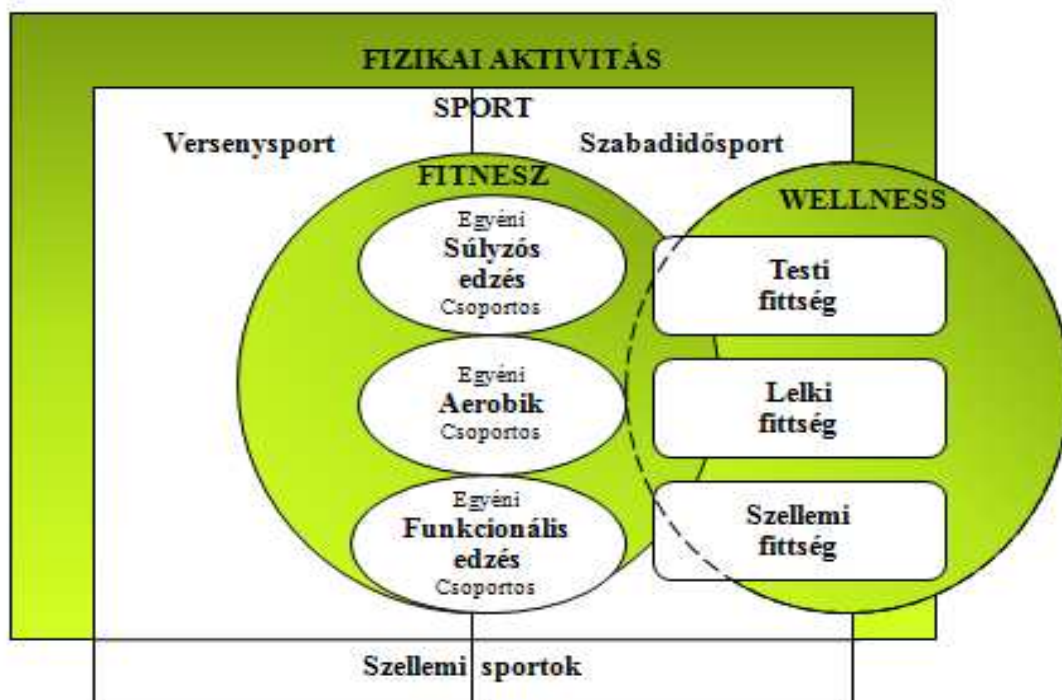 FIZIKAI AKTIVITÁS
SPORT
Versenysport
Szabadidősport
FITNESZ
Egyéni
Súlyzós
edzés
Csoportos
Egyéni
Aerobik
Csoportos
Egyéni
Funkcionális
edzés
Csoportos
WELLNESS
Testi
fittség
Lelki
fittség
Szellemi
fittség
Szellemi sportok